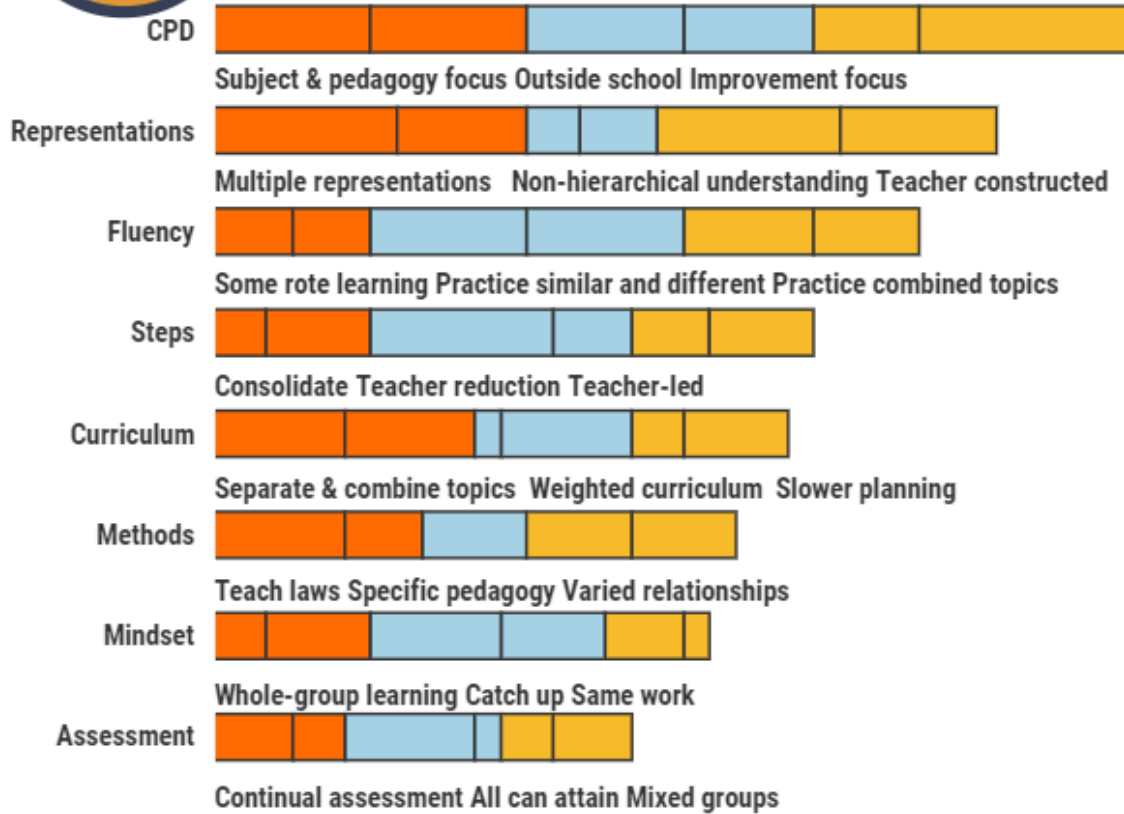 CPD
Subject & pedagogy focus Outside school Improvement focus
Representations
Multiple representations Non-hierarchical understanding Teacher constructed
Fluency
Some rote learning Practice similar and different Practice combined topics
Steps
Consolidate Teacher reduction Teacher-led
Curriculum
Separate & combine topics Weighted curriculum Slower planning
Methods
Teach laws Specific pedagogy Varied relationships
Mindset
Whole-group learning Catch up Same work
Assessment
Continual assessment All can attain Mixed groups